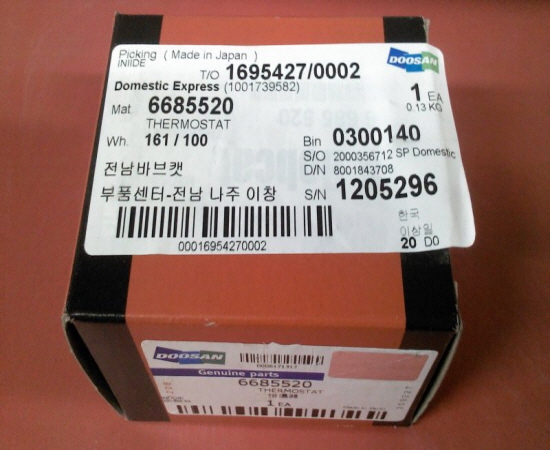 Picking ( Made in Japan )
INIIDE
DOOSAN
T/O 1695427/0002
Domestic Express (1001739582)
1 EA
0.13 KG
Mat. 6685520
THERMOSTAT
Wh. 161 / 100
Bin 0300140
S/O 2000356712 SP Domestic
D/N 8001843708
전남바브캣
부품센터-전남 나주 이창
S/N 1205296
한국
이삼일
20 D0
00016954270002
DOOSAN
0006171317
Genuine parts
6685520
THERMOSTAT
1 EA